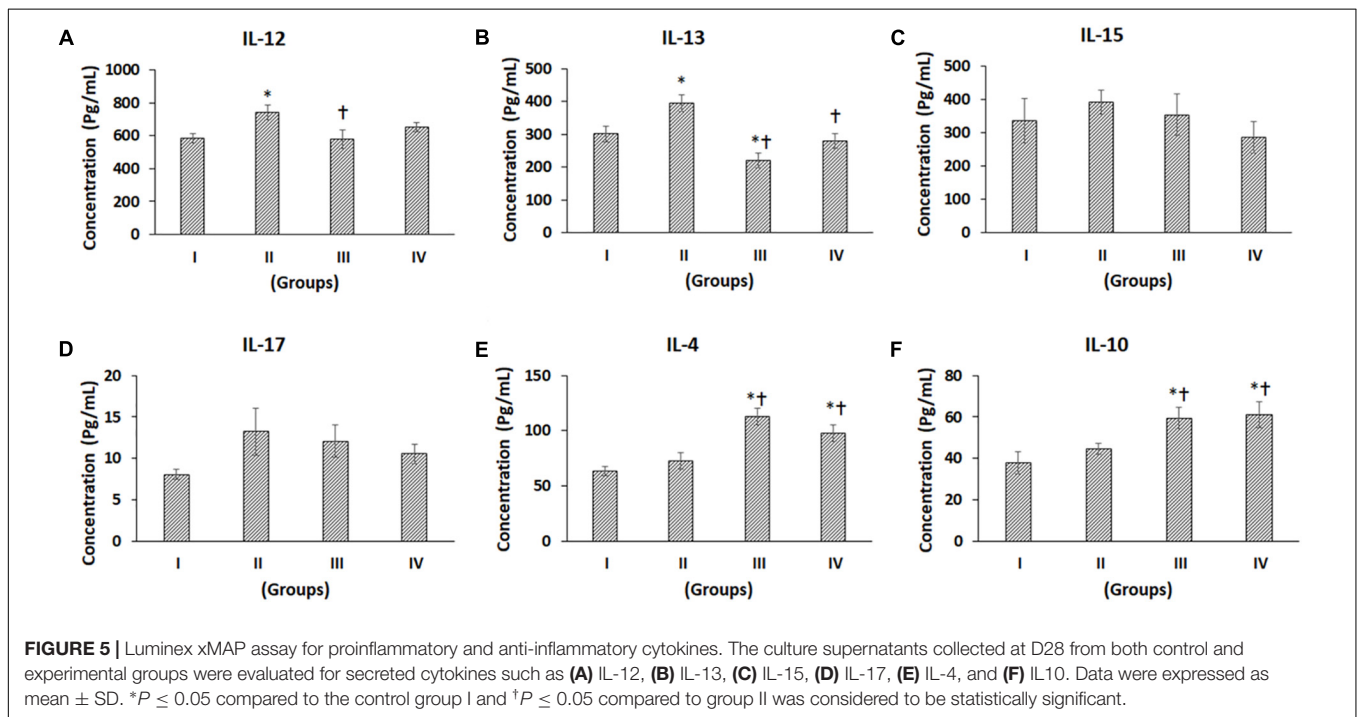 A
IL-12
Concentration (Pg/mL)
1000
800
600
400
200
0
*
†
I II III IV
(Groups)
B
IL-13
Concentration (Pg/mL)
500
400
300
200
100
0
*
*†
†
I II III IV
(Groups)
C
IL-15
Concentration (Pg/mL)
500
400
300
200
100
0
I II III IV
(Groups)
D
IL-17
Concentration (Pg/mL)
20
15
10
5
0
I II III IV
(Groups)
E
IL-4
Concentration (Pg/mL)
150
100
50
0
*†
*†
I II III IV
(Groups)
F
IL-10
Concentration (Pg/mL)
80
60
40
20
0
*†
*†
I II III IV
(Groups)
FIGURE 5 | Luminex xMAP assay for proinflammatory and anti-inflammatory cytokines. The culture supernatants collected at D28 from both control and
experimental groups were evaluated for secreted cytokines such as (A) IL-12, (B) IL-13, (C) IL-15, (D) IL-17, (E) IL-4, and (F) IL10. Data were expressed as
mean ± SD. *P ≤ 0.05 compared to the control group I and †P ≤ 0.05 compared to group II was considered to be statistically significant.